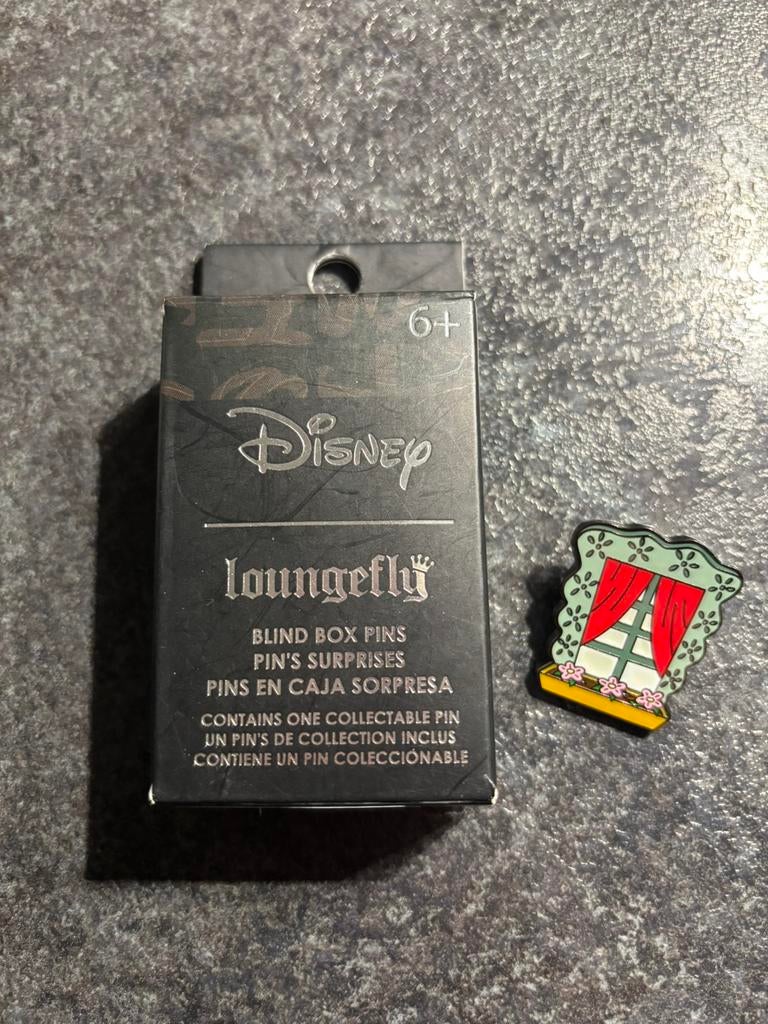 6+
Disney
loungefly
BLIND BOX PINS
PIN'S SURPRISES
PINS EN CAJA SORPRESA
CONTAINS ONE COLLECTABLE PIN
UN PIN'S DE COLLECTION INCLUS
CONTIENE UN PIN COLECCIÓNABLE